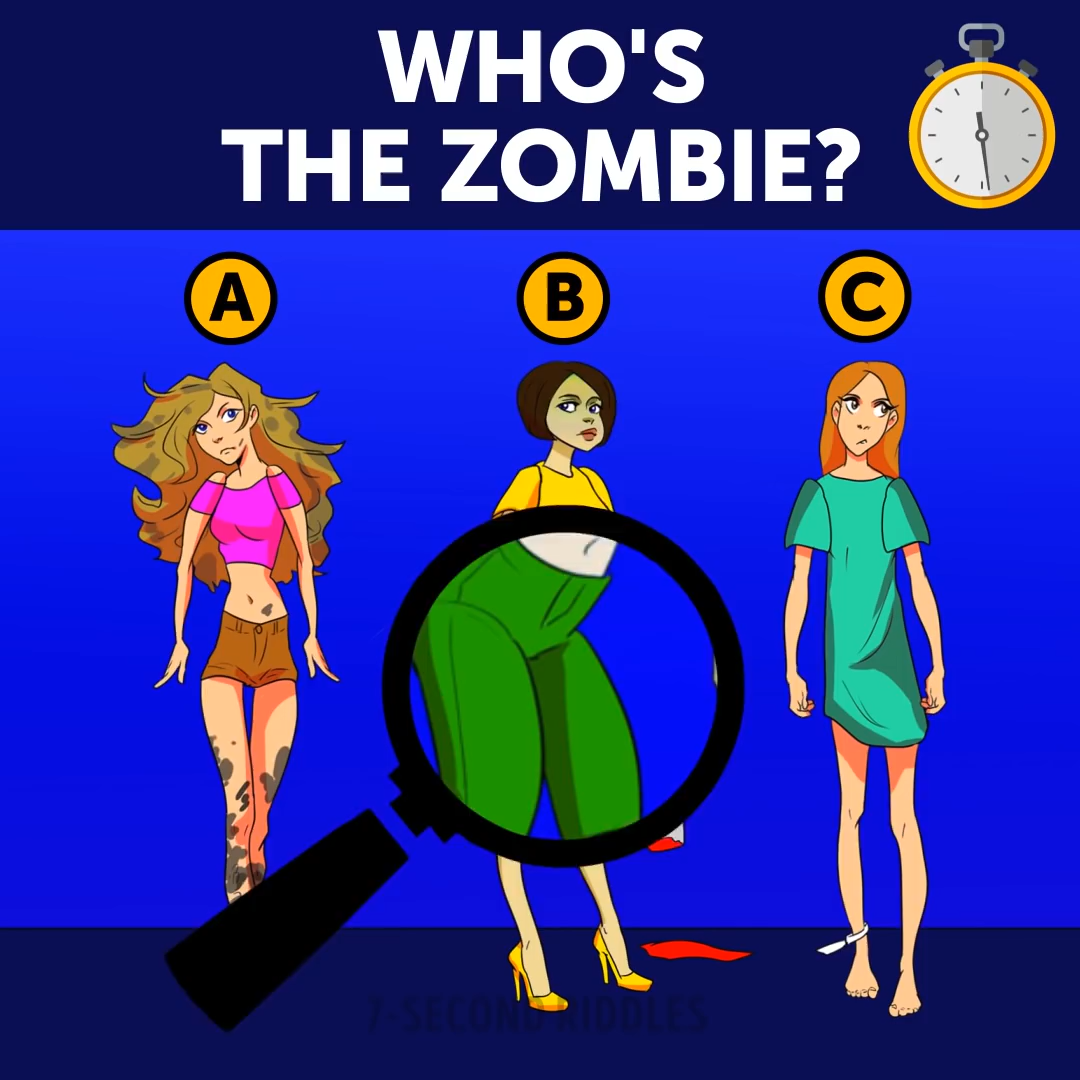 WHO'S
THE ZOMBIE?
A
B
C
7-SECOND RIDDLES